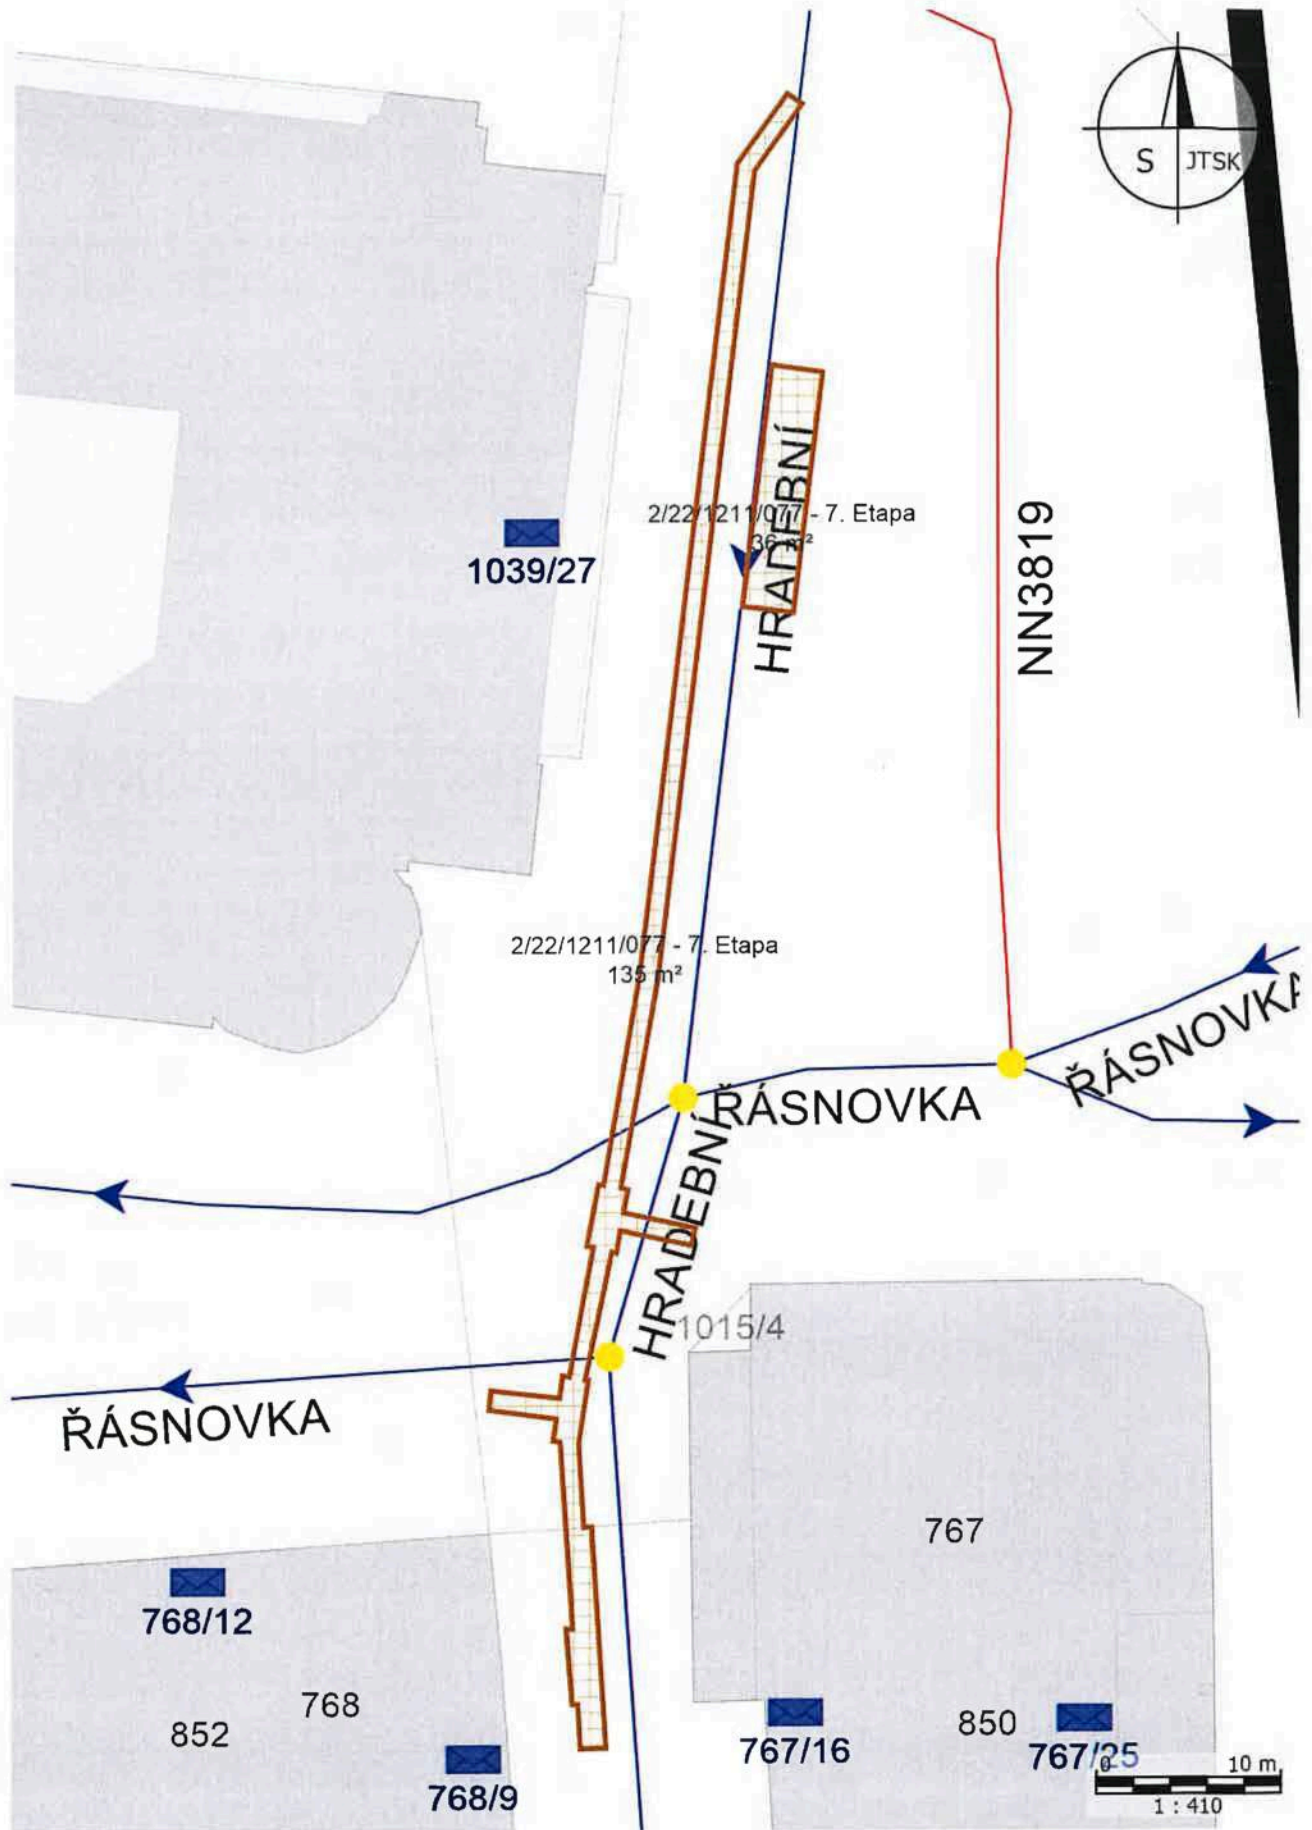 S JTSK
HRADEBNÍ
2/22/1211/077 - 7. Etapa
36 m²
1039/27
NN3819
2/22/1211/077 - 7. Etapa
135 m²
ŘÁSNOVKA
ŘÁSNOVKA
HRADEBNÍ
1015/4
ŘÁSNOVKA
767
768/12
768
852
850
767/16
767/25
768/9
0 10 m
1 : 410